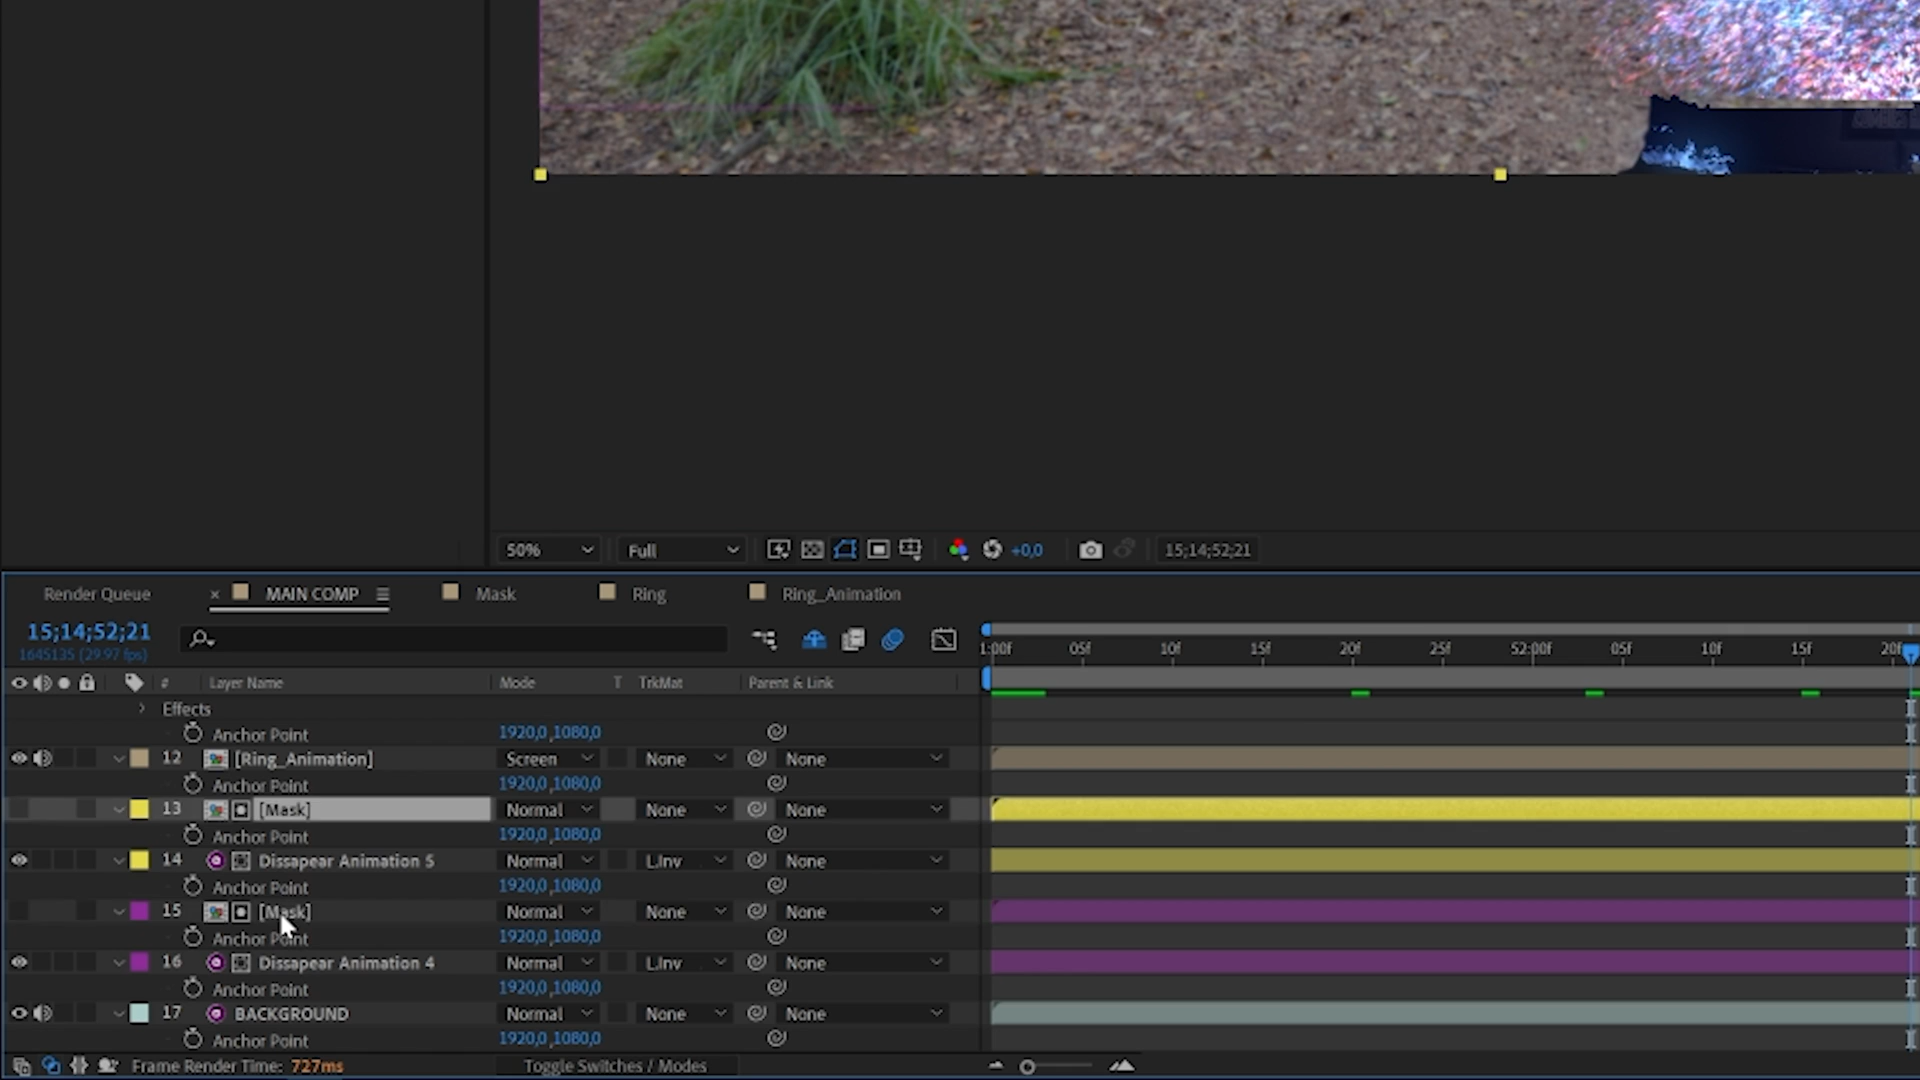 50% Full +0,0 15;14;52;21
Render Queue × MAIN COMP Mask Ring Ring_Animation
15;14;52;21
1645135 (29.97 fps)
1:00f 05f 10f 15f 20f 25f 52:00f 05f 10f 15f 20f
# Layer Name Mode T TrkMat Parent & Link
Effects
Anchor Point 1920,0 ,1080,0
12 [Ring_Animation] Screen None None
Anchor Point 1920,0 ,1080,0
13 [Mask] Normal None None
Anchor Point 1920,0 ,1080,0
14 Dissapear Animation 5 Normal L.Inv None
Anchor Point 1920,0 ,1080,0
15 [Mask] Normal None None
Anchor Point 1920,0 ,1080,0
16 Dissapear Animation 4 Normal L.Inv None
Anchor Point 1920,0 ,1080,0
17 BACKGROUND Normal None None
Anchor Point 1920,0 ,1080,0
Frame Render Time: 727ms Toggle Switches / Modes